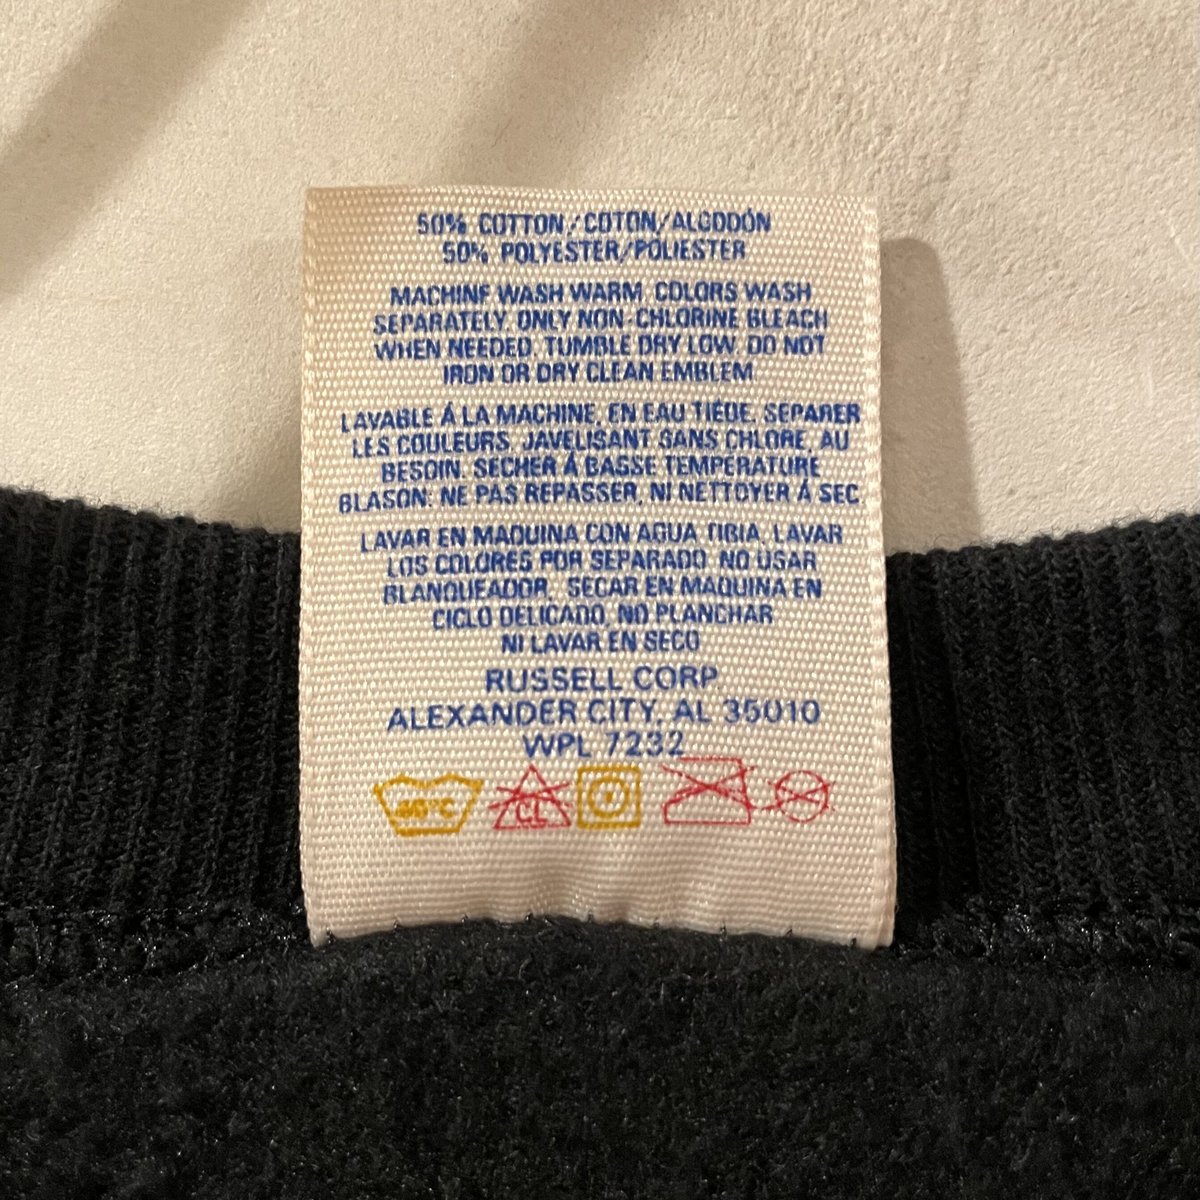 50% COTTON/COTON/ALGODÓN
50% POLYESTER/POLIESTER
MACHINE WASH WARM, COLORS WASH
SEPARATELY. ONLY NON-CHLORINE BLEACH
WHEN NEEDED. TUMBLE DRY LOW. DO NOT
IRON OR DRY CLEAN EMBLEM
LAVABLE Á LA MACHINE, EN EAU TIÉDE, SÉPARER
LES COULEURS, JAVELISANT SANS CHLORE, AU
BESOIN. SÉCHER Á BASSE TEMPÉRATURE
BLASON: NE PAS REPASSER, NI NETTOYER Á SEC
LAVAR EN MAQUINA CON AGUA TIBIA, LAVAR
LOS COLORES POR SEPARADO. NO USAR
BLANQUEADOR, SECAR EN MAQUINA EN
CICLO DELICADO, NO PLANCHAR
NI LAVAR EN SECO
RUSSELL CORP.
ALEXANDER CITY, AL 35010
WPL 7232
CL